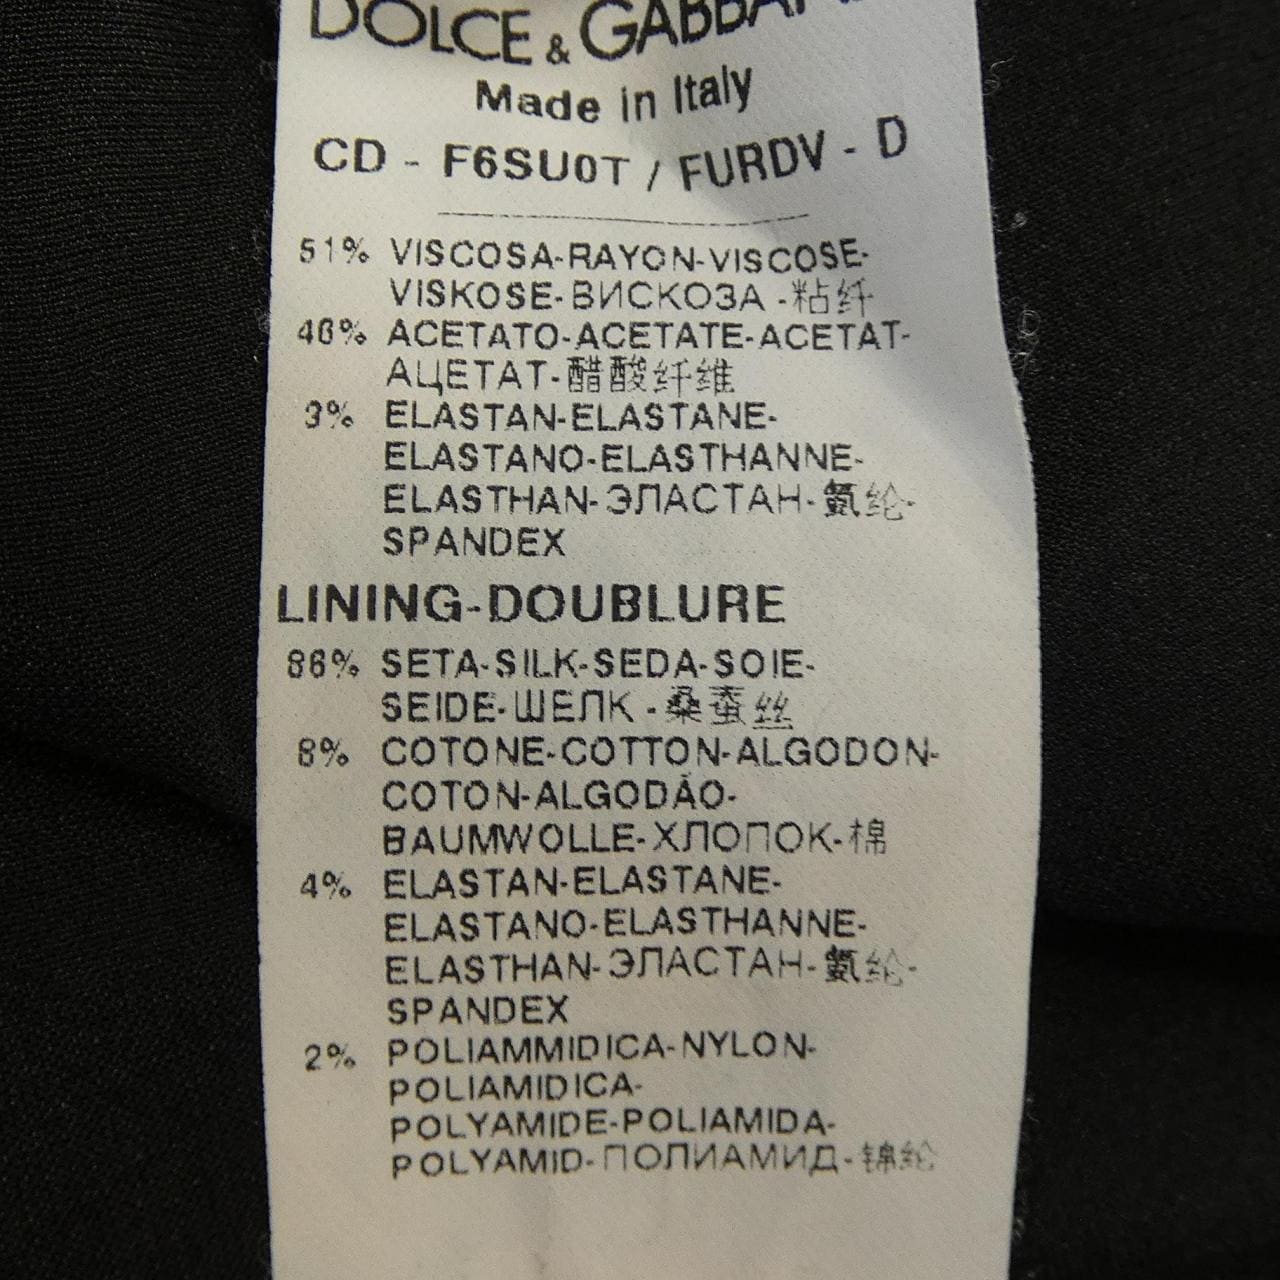 DOLCE & GABBANA
Made in Italy
CD - F6SU0T / FURDV - D
51% VISCOSA-RAYON-VISCOSE-
VISKOSE-ВИСКОЗА -粘纤
46% ACETATO-ACETATE-ACETAT-
АЦЕТАТ-醋酸纤维
3% ELASTAN-ELASTANE-
ELASTANO-ELASTHANNE-
ELASTHAN-ЭЛАСТАН-氨纶-
SPANDEX
LINING-DOUBLURE
86% SETA-SILK-SEDA-SOIE-
SEIDE-ШЕЛК -桑蚕丝
8% COTONE-COTTON-ALGODON-
COTON-ALGODÃO-
BAUMWOLLE-ХЛОПОК-棉
4% ELASTAN-ELASTANE-
ELASTANO-ELASTHANNE-
ELASTHAN-ЭЛАСТАН-氨纶-
SPANDEX
2% POLIAMMIDICA-NYLON-
POLIAMIDICA-
POLYAMIDE-POLIAMIDA-
POLYAMID-ПОЛИАМИД-锦纶